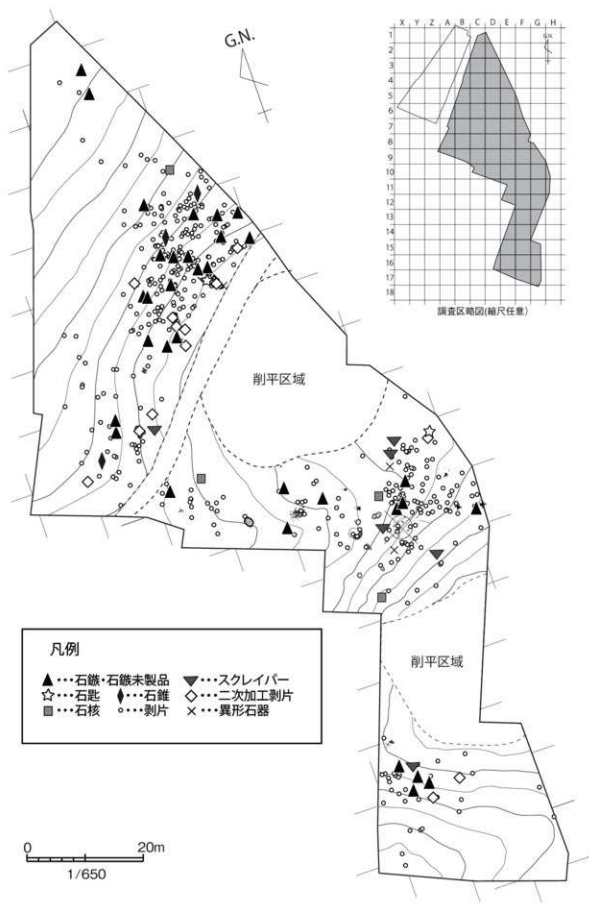 G.N.
X Y Z A B C D E F G H
G.N.
1
2
3
4
5
6
7
8
9
10
11
12
13
14
15
16
17
18
調査区略図(縮尺任意)
削平区域
削平区域
凡例
▲・・・石鏃・石鏃未製品 ▼・・・スクレイパー
☆・・・石匙 ♦・・・石錐 ◇・・・二次加工剥片
■・・・石核 ○・・・剥片 ×・・・異形石器
0 20m
1/650